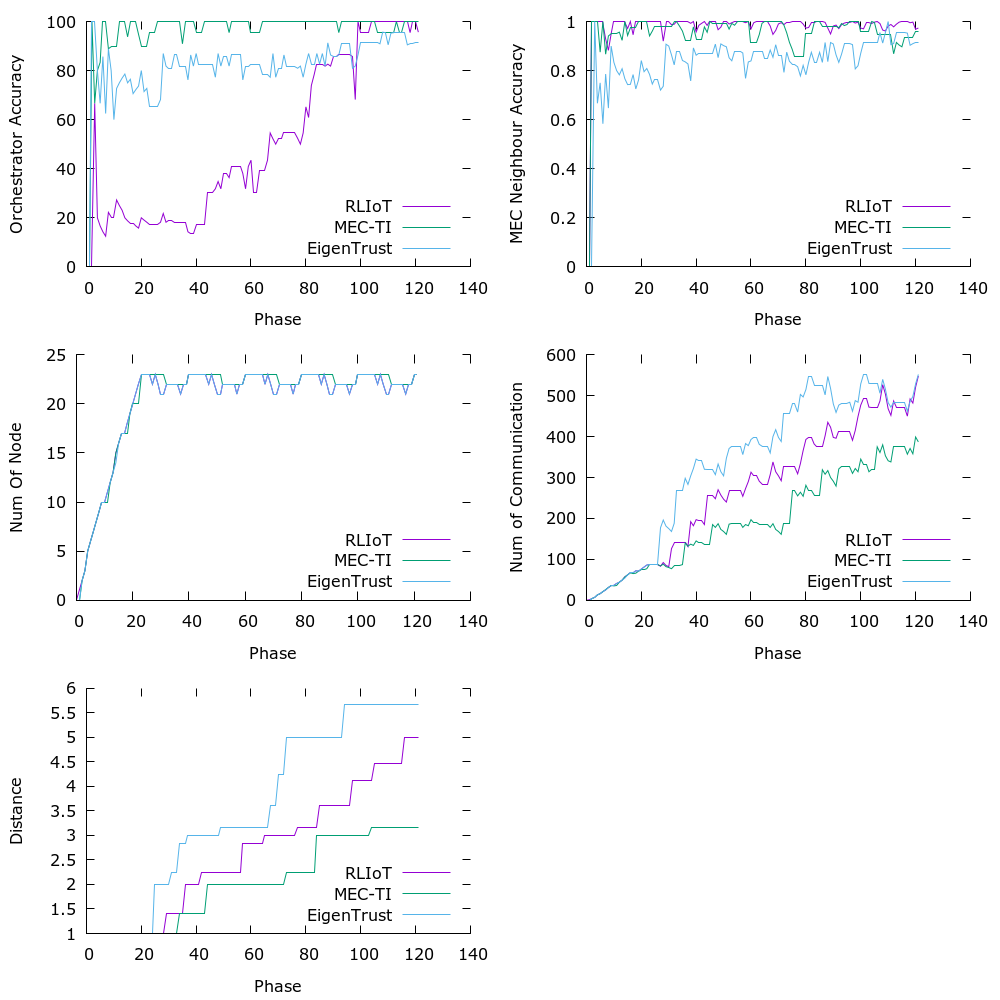 Orchestrator Accuracy
100
80
60
40
20
0
RLIoT
MEC-TI
EigenTrust
0 20 40 60 80 100 120 140
Phase
MEC Neighbour Accuracy
1
0.8
0.6
0.4
0.2
0
RLIoT
MEC-TI
EigenTrust
0 20 40 60 80 100 120 140
Phase
Num Of Node
25
20
15
10
5
0
RLIoT
MEC-TI
EigenTrust
0 20 40 60 80 100 120 140
Phase
Num of Communication
600
500
400
300
200
100
0
RLIoT
MEC-TI
EigenTrust
0 20 40 60 80 100 120 140
Phase
Distance
6
5.5
5
4.5
4
3.5
3
2.5
2
1.5
1
RLIoT
MEC-TI
EigenTrust
0 20 40 60 80 100 120 140
Phase